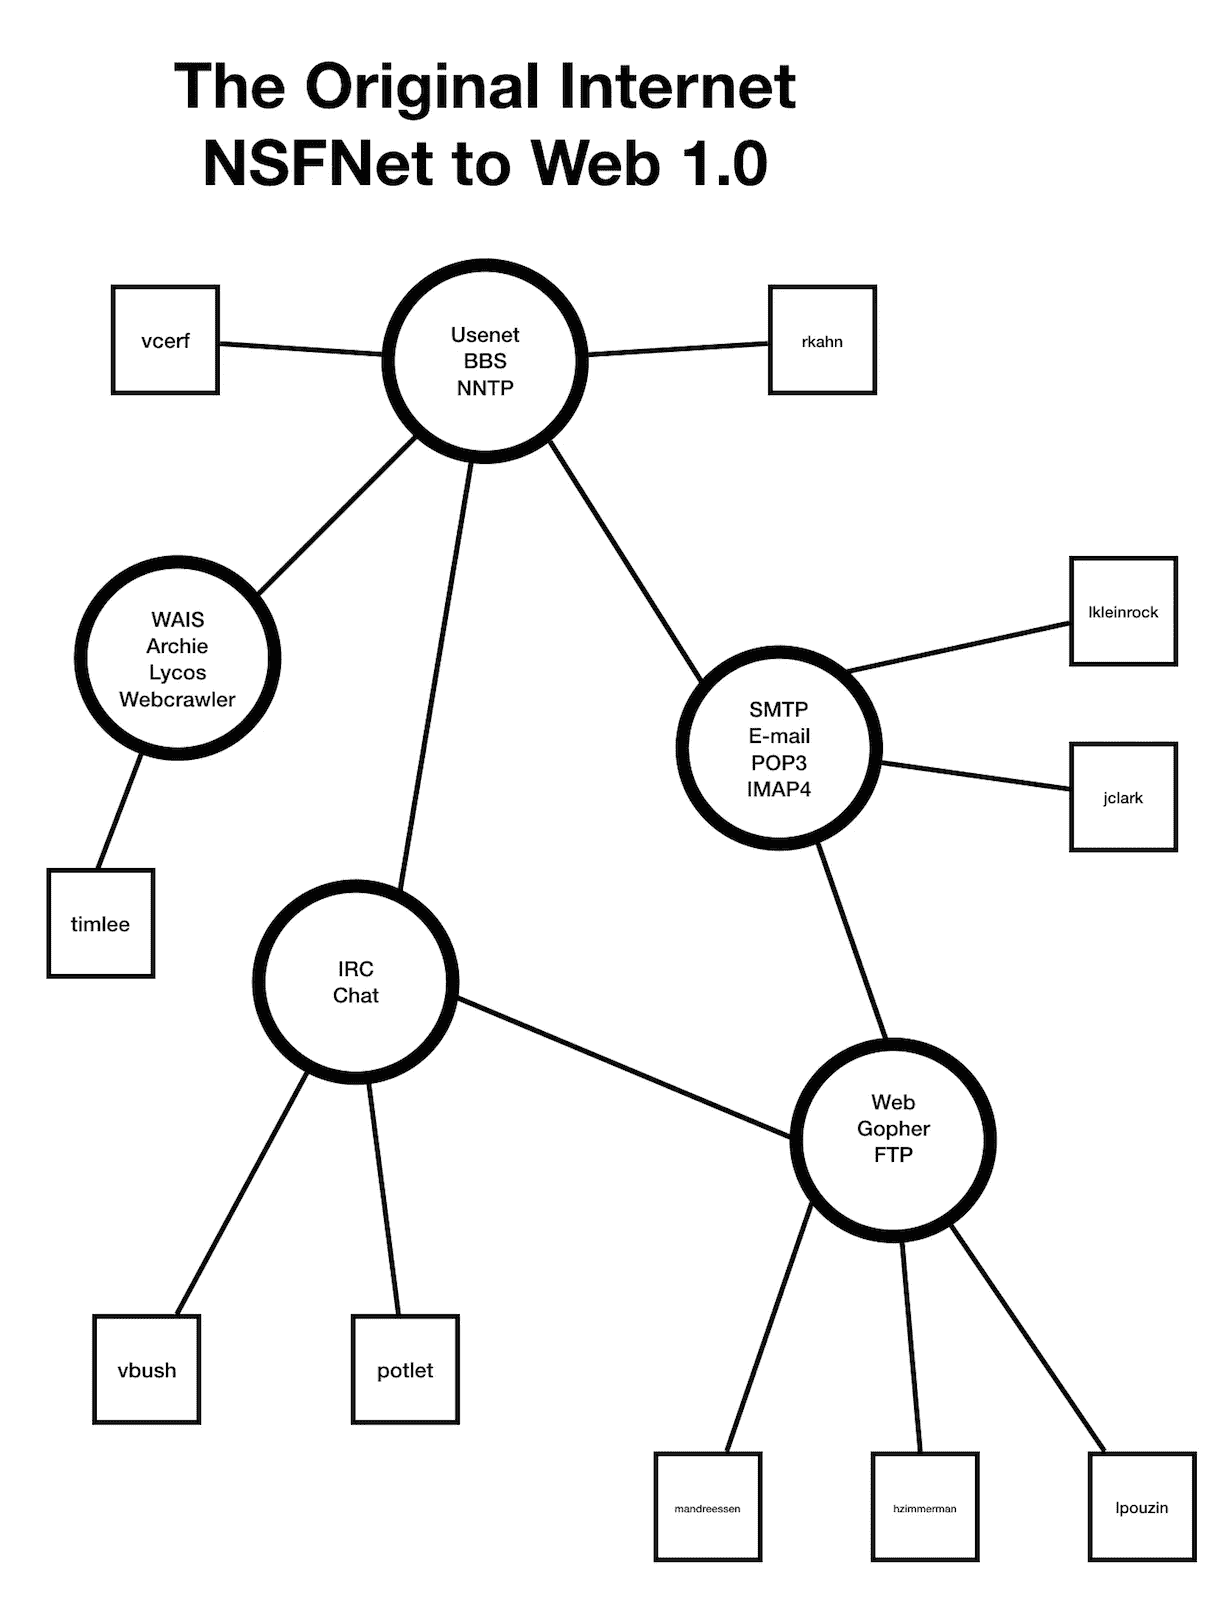 The Original Internet
NSFNet to Web 1.0
vcerf
Usenet
BBS
NNTP
rkahn
WAIS
Archie
Lycos
Webcrawler
lkleinrock
SMTP
E-mail
POP3
IMAP4
jclark
timlee
IRC
Chat
Web
Gopher
FTP
vbush
potlet
mandreessen
hzimmerman
lpouzin